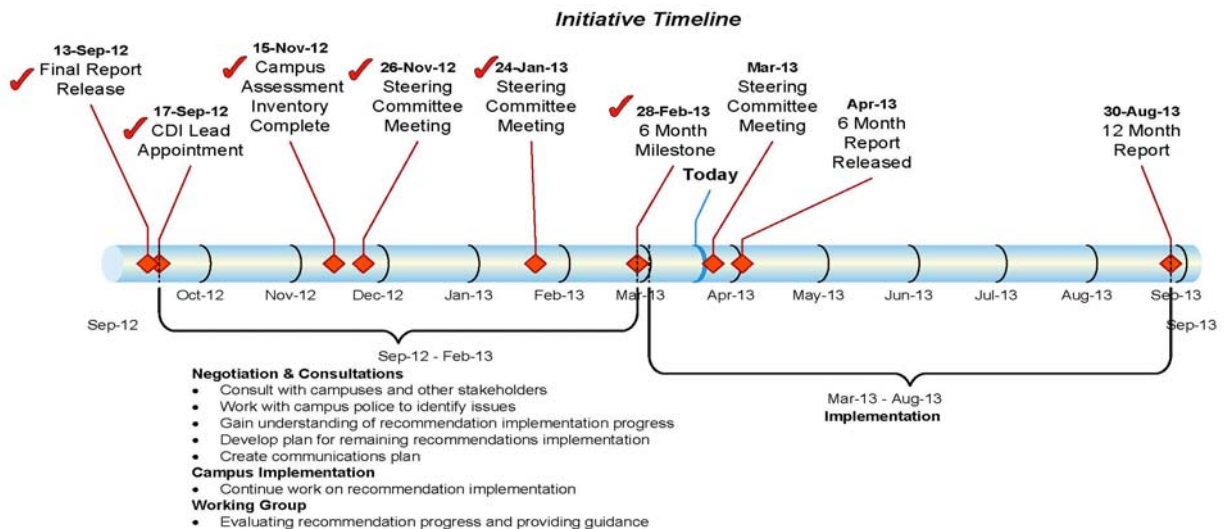 Initiative Timeline
13-Sep-12
Final Report
Release
17-Sep-12
CDI Lead
Appointment
15-Nov-12
Campus
Assessment
Inventory
Complete
26-Nov-12
Steering
Committee
Meeting
24-Jan-13
Steering
Committee
Meeting
28-Feb-13
6 Month
Milestone
Today
Mar-13
Steering
Committee
Meeting
Apr-13
6 Month
Report
Released
30-Aug-13
12 Month
Report
Oct-12
Nov-12
Dec-12
Jan-13
Feb-13
Mar-13
Apr-13
May-13
Jun-13
Jul-13
Aug-13
Sep-13
Sep-12
Sep-13
Sep-12 - Feb-13
Negotiation & Consultations
• Consult with campuses and other stakeholders
• Work with campus police to identify issues
• Gain understanding of recommendation implementation progress
• Develop plan for remaining recommendations implementation
• Create communications plan
Campus Implementation
• Continue work on recommendation implementation
Working Group
• Evaluating recommendation progress and providing guidance
Mar-13 - Aug-13
Implementation